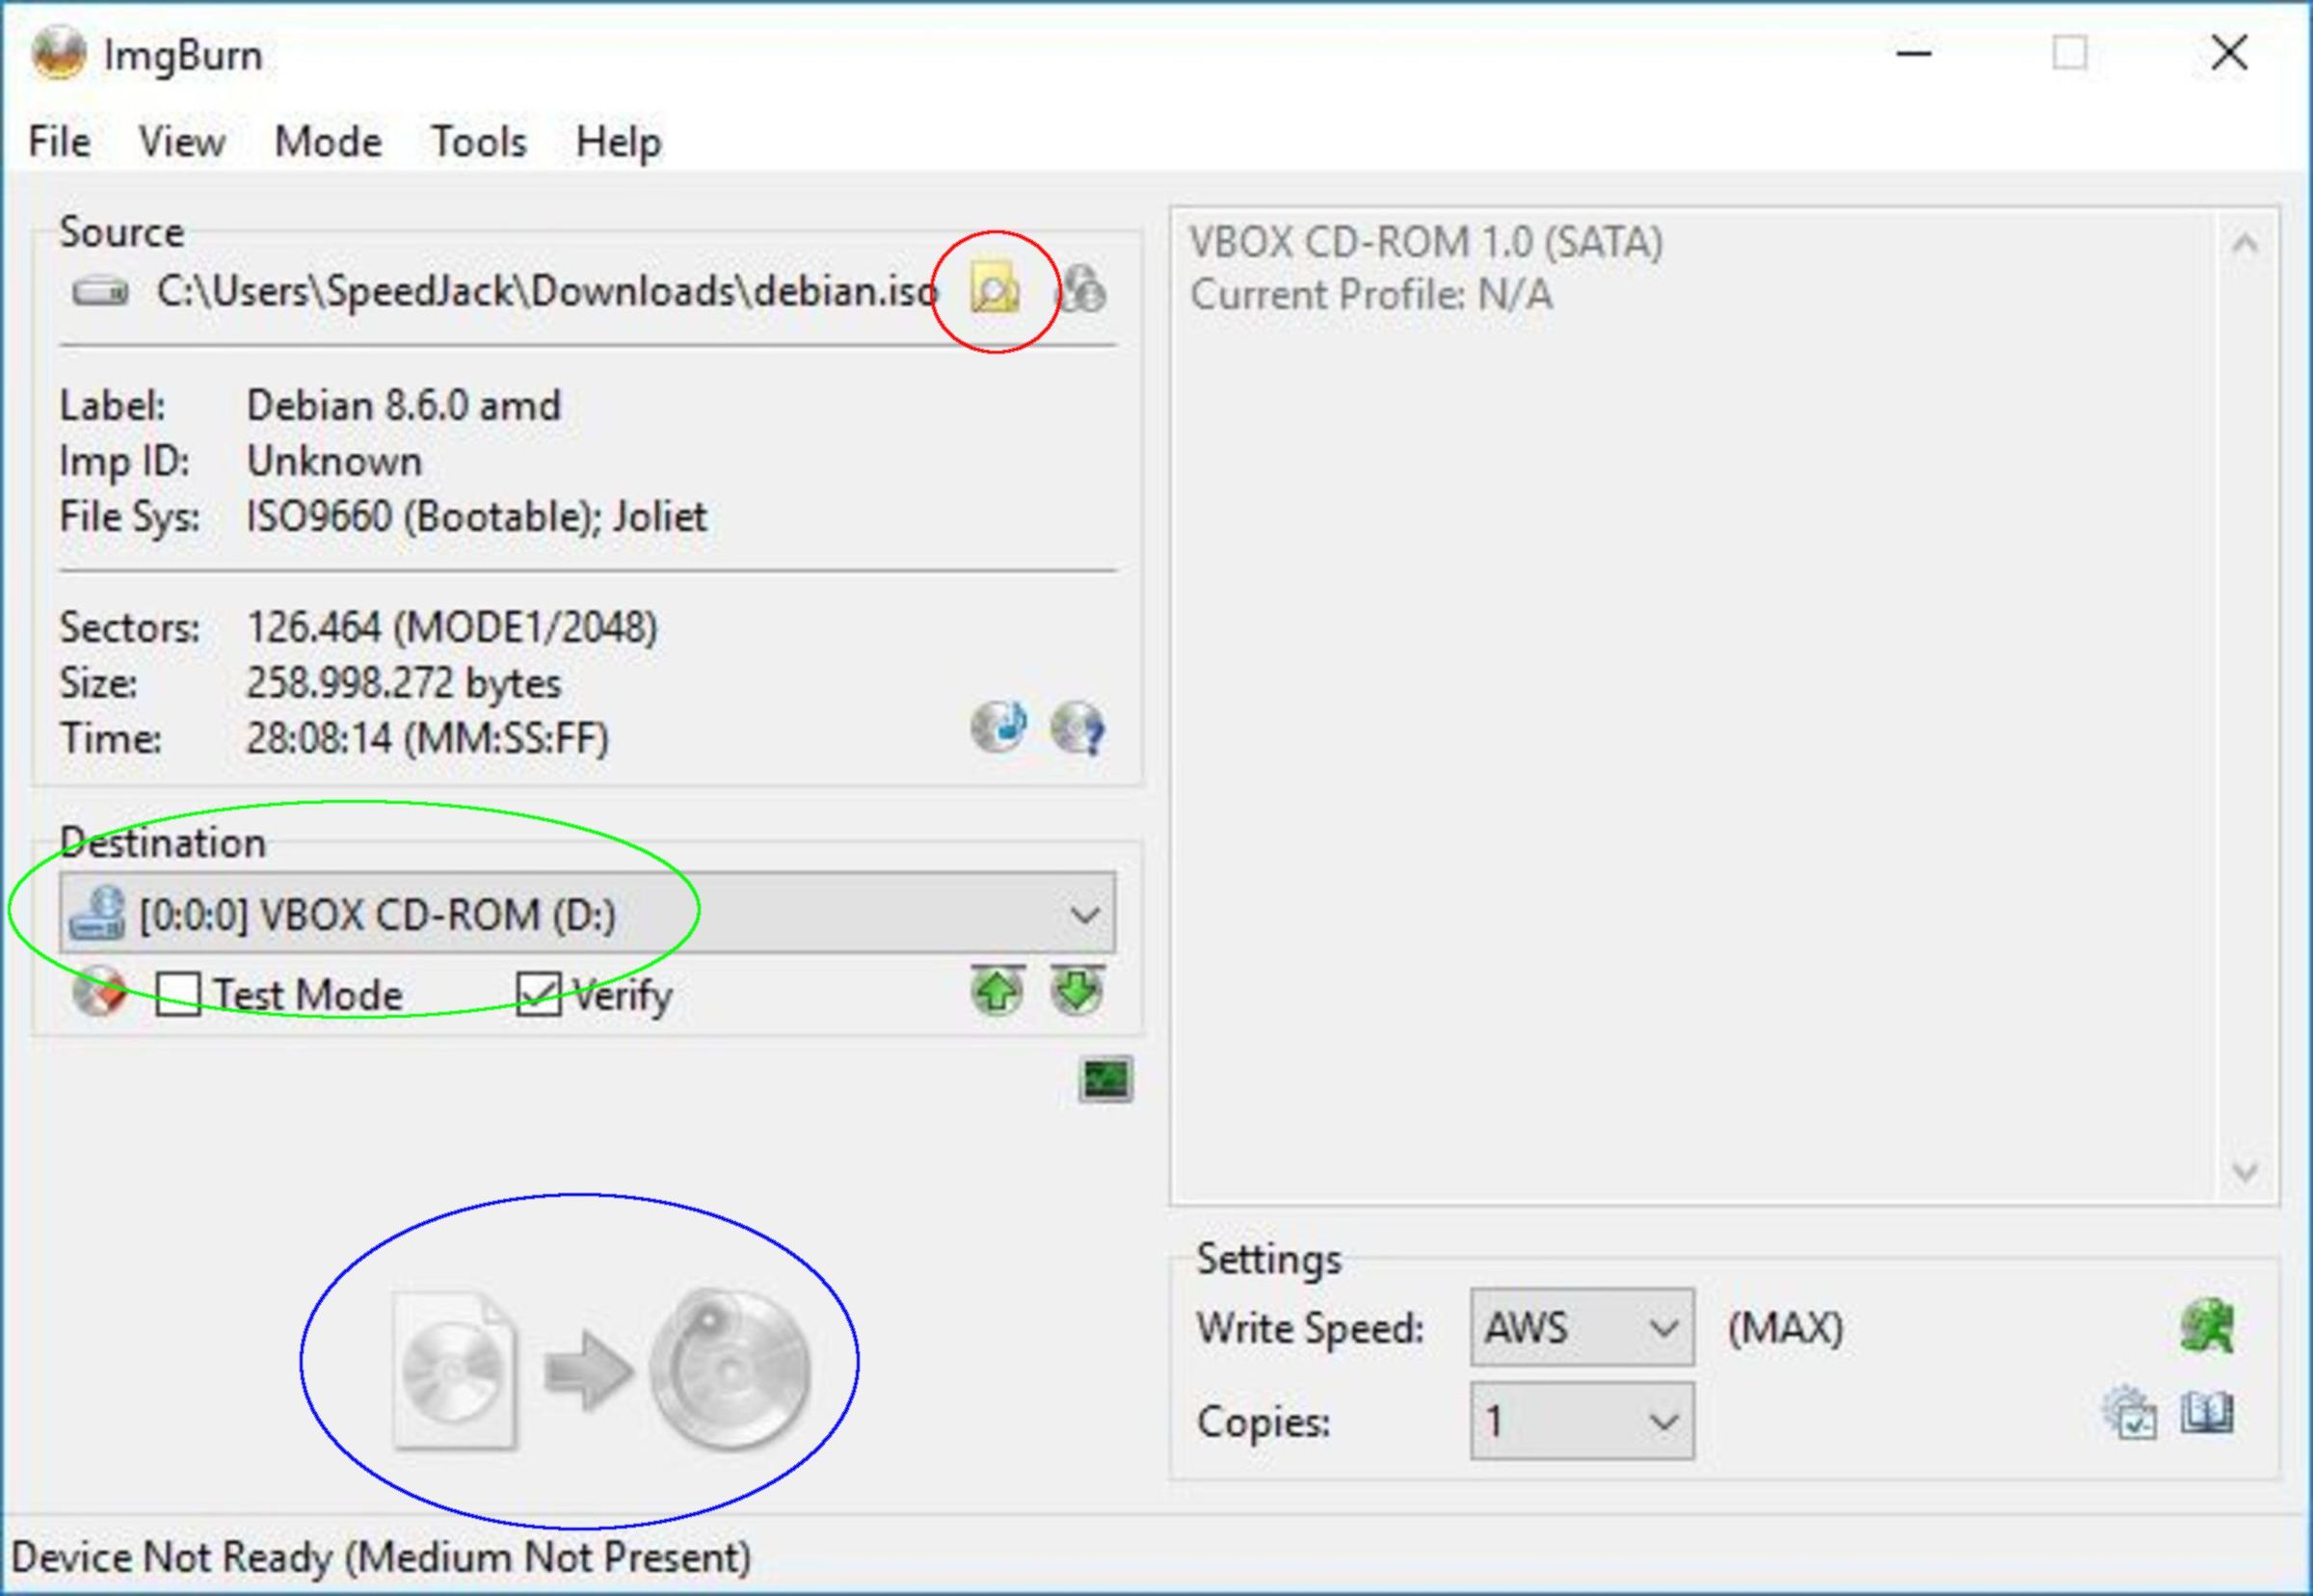 ImgBurn
File View Mode Tools Help
Source
C:\Users\SpeedJack\Downloads\debian.iso
Label: Debian 8.6.0 amd
Imp ID: Unknown
File Sys: ISO9660 (Bootable); Joliet
Sectors: 126.464 (MODE1/2048)
Size: 258.998.272 bytes
Time: 28:08:14 (MM:SS:FF)
Destination
[0:0:0] VBOX CD-ROM (D:)
Test Mode Verify
VBOX CD-ROM 1.0 (SATA)
Current Profile: N/A
Settings
Write Speed: AWS (MAX)
Copies: 1
Device Not Ready (Medium Not Present)